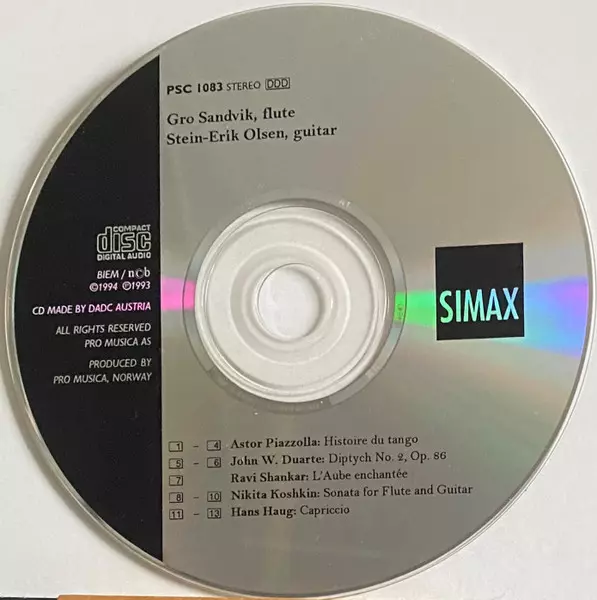 PSC 1083 STEREO DDD
Gro Sandvik, flute
Stein-Erik Olsen, guitar
COMPACT
disc
DIGITAL AUDIO
BIEM / n©b
©1994 ℗1993
CD MADE BY DADC AUSTRIA
ALL RIGHTS RESERVED
PRO MUSICA AS
PRODUCED BY
PRO MUSICA, NORWAY
SIMAX
1 – 4 Astor Piazzolla: Histoire du tango
5 – 6 John W. Duarte: Diptych No. 2, Op. 86
7 Ravi Shankar: L'Aube enchantée
8 – 10 Nikita Koshkin: Sonata for Flute and Guitar
11 – 13 Hans Haug: Capriccio